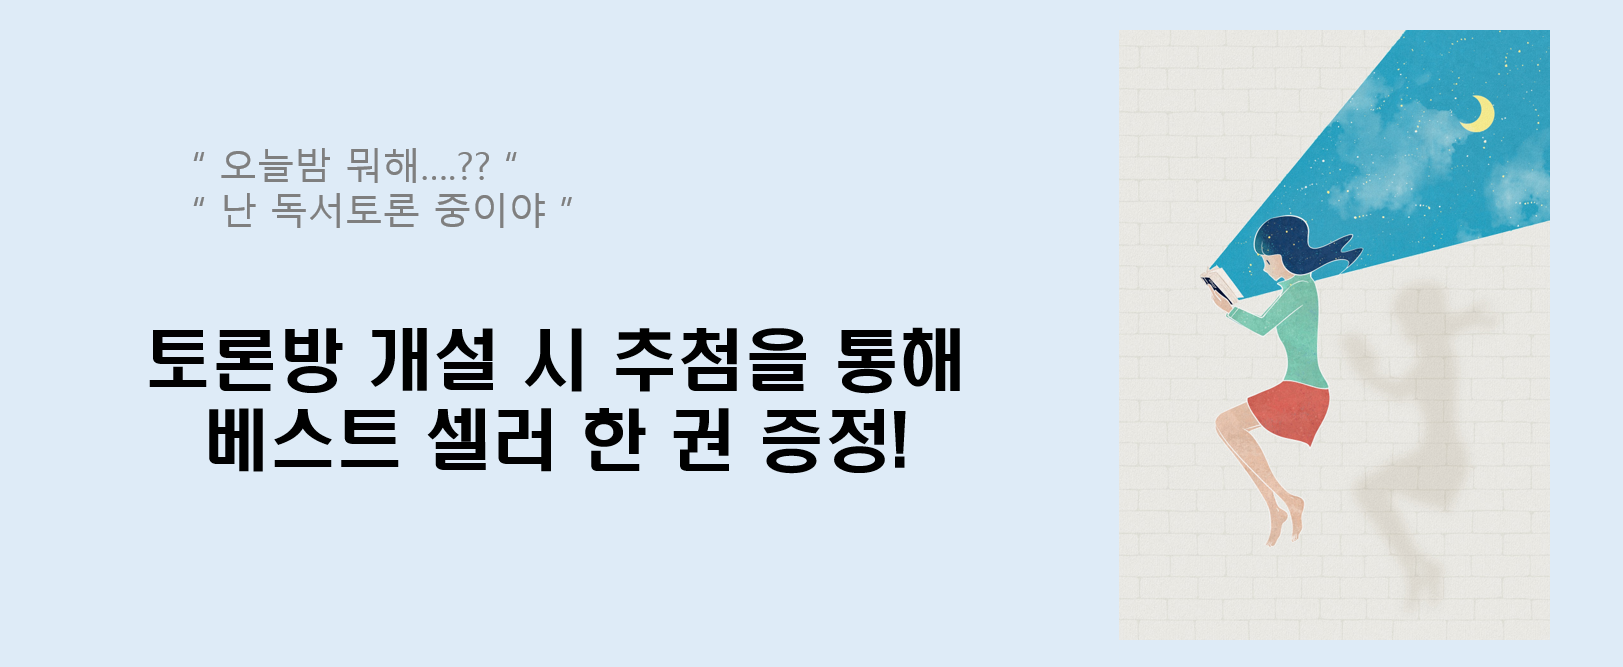 “ 오늘밤 뭐해....?? “
“ 난 독서토론 중이야 ”
토론방 개설 시 추첨을 통해
베스트 셀러 한 권 증정!